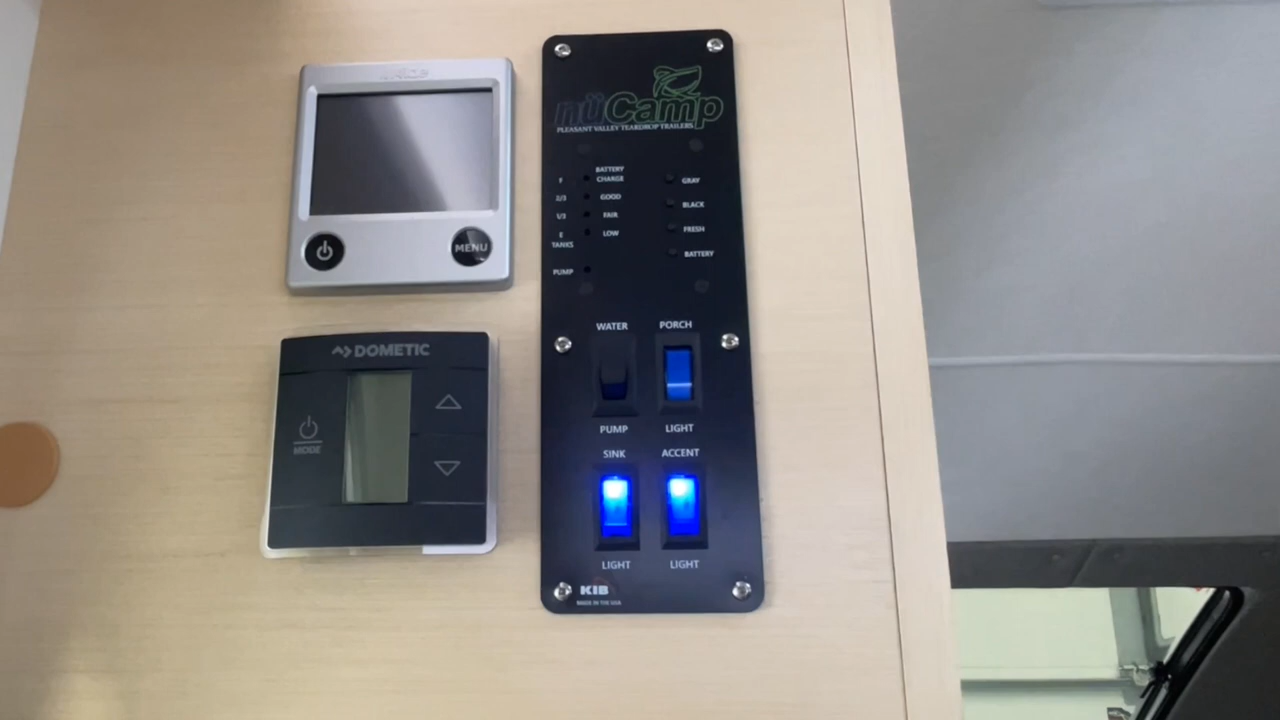 MENU
DOMETIC
MODE
nüCamp
PLEASANT VALLEY TEARDROP TRAILERS
BATTERY
F CHARGE GRAY
2/3 GOOD BLACK
1/3 FAIR FRESH
E LOW
TANKS BATTERY
PUMP
WATER PORCH
PUMP LIGHT
SINK ACCENT
LIGHT LIGHT
KIB
MADE IN THE USA